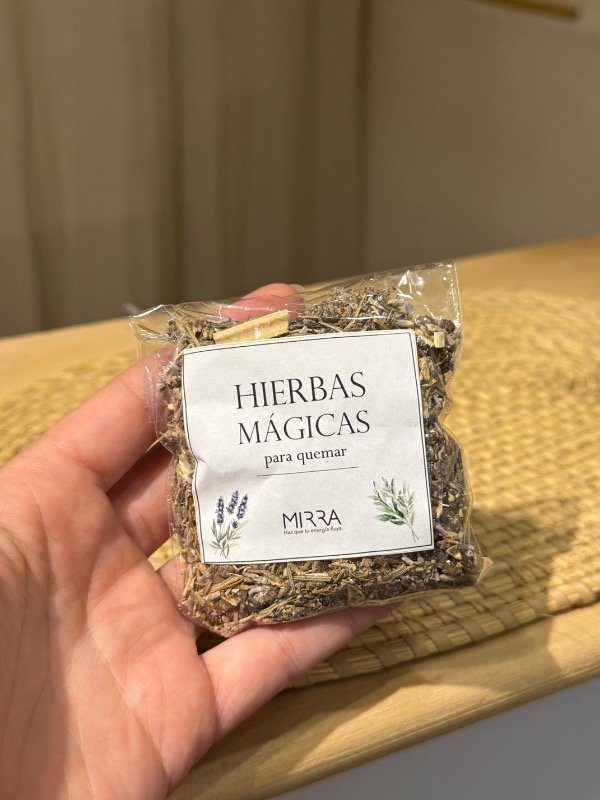 HIERBAS
MÁGICAS
para quemar
MIRRA
Haz que tu energía fluya.